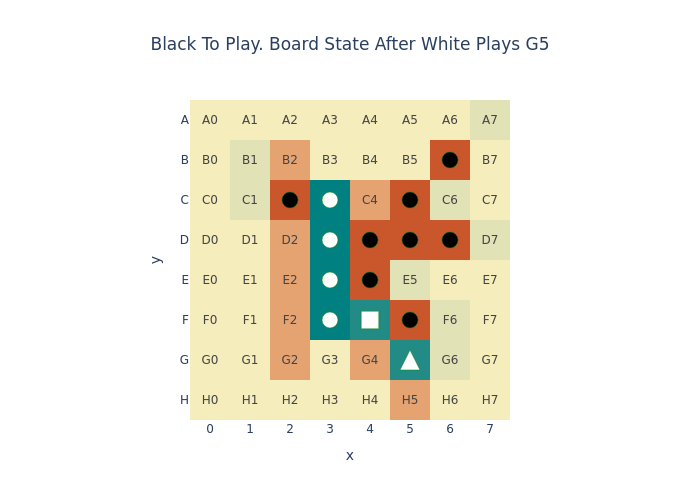 Black To Play. Board State After White Plays G5
A A0 A1 A2 A3 A4 A5 A6 A7
B B0 B1 B2 B3 B4 B5 B7
C C0 C1 C4 C6 C7
D D0 D1 D2 D7
E E0 E1 E2 E5 E6 E7
F F0 F1 F2 F6 F7
G G0 G1 G2 G3 G4 G6 G7
H H0 H1 H2 H3 H4 H5 H6 H7
0 1 2 3 4 5 6 7
x
y